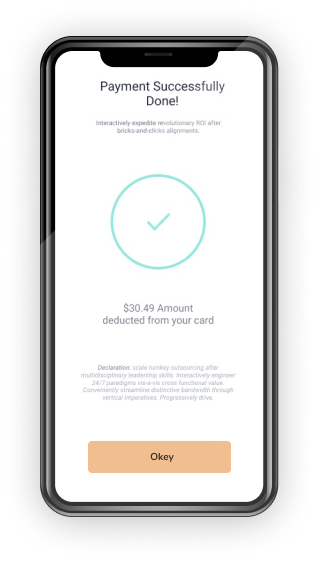 Payment Successfully
Done!
Interactively expedite revolutionary ROI after
bricks-and-clicks alignments.
$30.49 Amount
deducted from your card
Declaration: scale turnkey outsourcing after
multidisciplinary leadership skills. Interactively engineer
24/7 paradigms vis-a-vis cross functional value.
Conveniently streamline distinctive bandwidth through
vertical imperatives. Progressively drive.
Okey